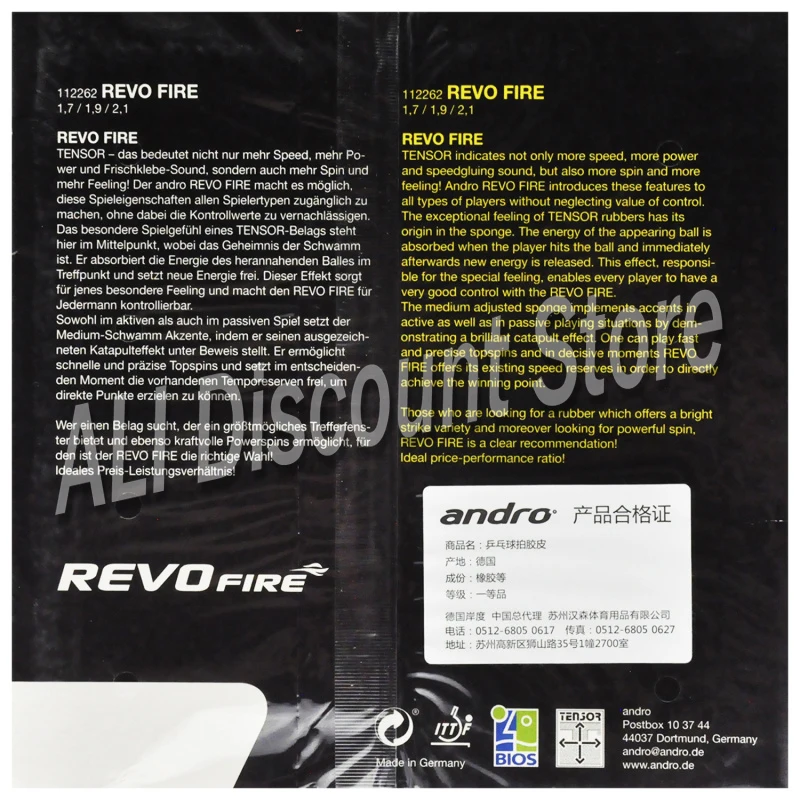 112262 REVO FIRE
1,7 / 1,9 / 2,1
REVO FIRE
TENSOR – das bedeutet nicht nur mehr Speed, mehr Po-
wer und Frischklebe-Sound, sondern auch mehr Spin und
mehr Feeling! Der andro REVO FIRE macht es möglich,
diese Spieleigenschaften allen Spielertypen zugänglich zu
machen, ohne dabei die Kontrollwerte zu vernachlässigen.
Das besondere Spielgefühl eines TENSOR-Belags steht
hier im Mittelpunkt, wobei das Geheimnis der Schwamm
ist. Er absorbiert die Energie des herannahenden Balles im
Treffpunkt und setzt neue Energie frei. Dieser Effekt sorgt
für jenes besondere Feeling und macht den REVO FIRE für
Jedermann kontrollierbar.
Sowohl im aktiven als auch im passiven Spiel setzt der
Medium-Schwamm Akzente, indem er seinen ausgezeich-
neten Katapulteffekt unter Beweis stellt. Er ermöglicht
schnelle und präzise Topspins und setzt im entscheiden-
den Moment die vorhandenen Temporeserven frei, um
direkte Punkte erzielen zu können.
Wer einen Belag sucht, der ein größtmögliches Trefferfens-
ter bietet und ebenso kraftvolle Powerspins ermöglicht, für
den ist der REVO FIRE die richtige Wahl!
Ideales Preis-Leistungsverhältnis!
REVO FIRE
112262 REVO FIRE
1,7 / 1,9 / 2,1
REVO FIRE
TENSOR indicates not only more speed, more power
and speedgluing sound, but also more spin and more
feeling! Andro REVO FIRE introduces these features to
all types of players without neglecting value of control.
The exceptional feeling of TENSOR rubbers has its
origin in the sponge. The energy of the appearing ball is
absorbed when the player hits the ball and immediately
afterwards new energy is released. This effect, responsi-
ble for the special feeling, enables every player to have a
very good control with the REVO FIRE.
The medium adjusted sponge implements accents in
active as well as in passive playing situations by dem-
onstrating a brilliant catapult effect. One can play fast
and precise topspins and in decisive moments REVO
FIRE offers its existing speed reserves in order to directly
achieve the winning point.
Those who are looking for a rubber which offers a bright
strike variety and moreover looking for powerful spin,
REVO FIRE is a clear recommendation!
Ideal price-performance ratio!
andro® 产品合格证
商品名：乒乓球拍胶皮
产地：德国
成份：橡胶等
等级：一等品
德国岸度 中国总代理 苏州汉森体育用品有限公司
电话：0512-6805 0617 传真：0512-6805 0627
地址：苏州高新区狮山路35号1幢2700室
®
ITTF
BIOS
TENSOR
Made in Germany
andro
Postbox 10 37 44
44037 Dortmund, Germany
andro@andro.de
www.andro.de
ALI Discount Store